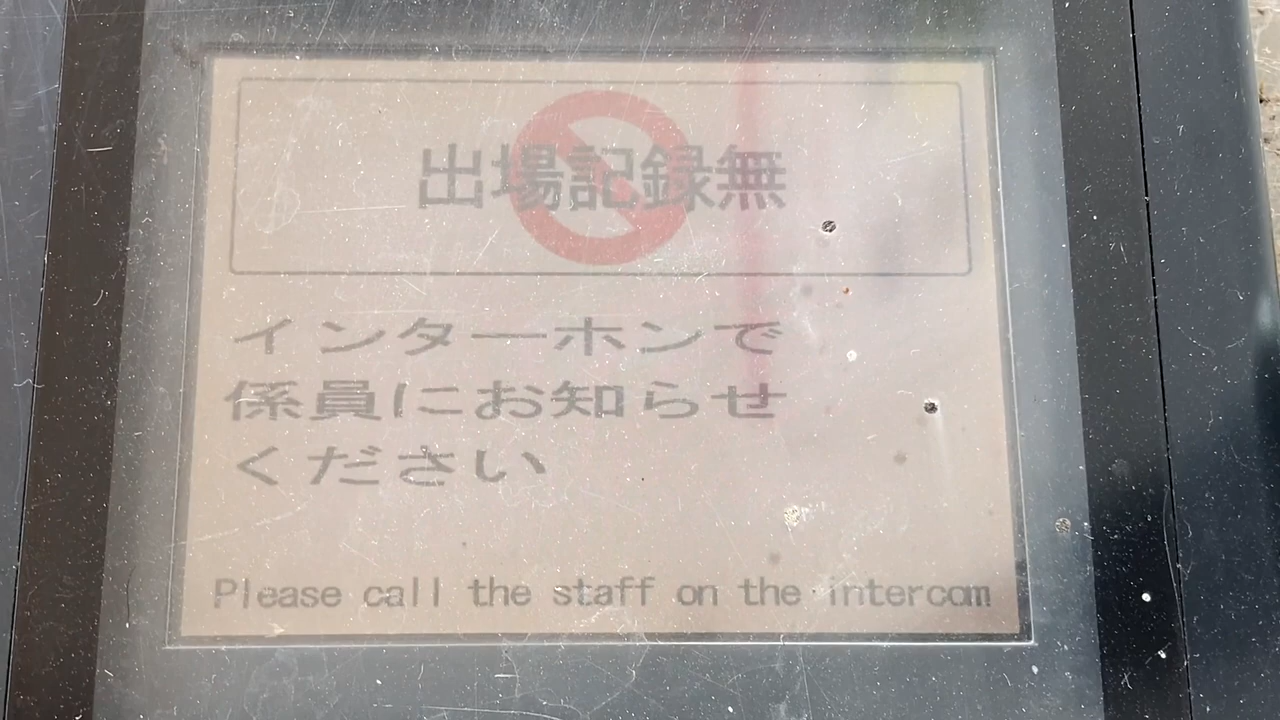 出場記録無
インターホンで
係員にお知らせ
ください
Please call the staff on the intercom